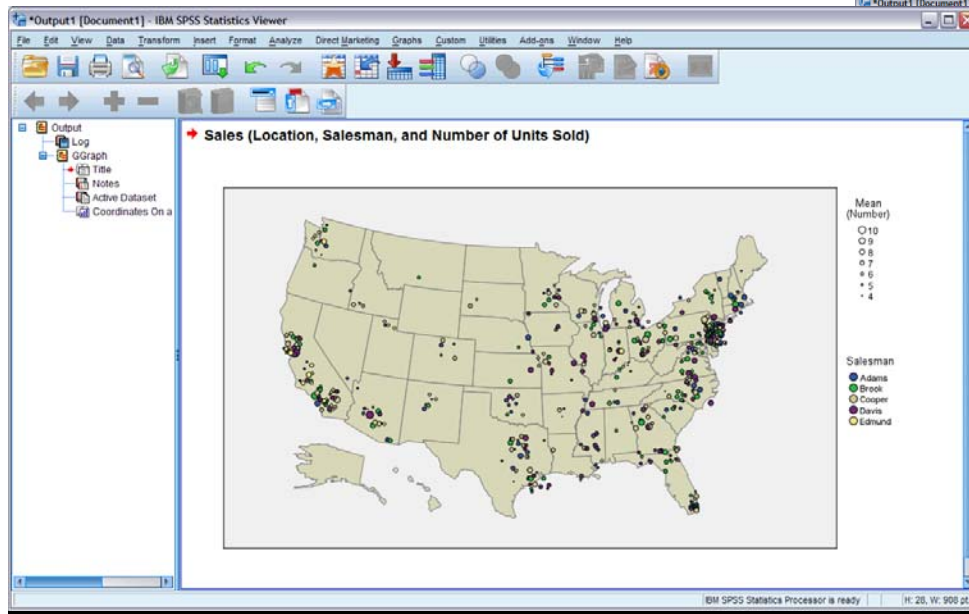 *Output1 [Document1]
*Output1 [Document1] - IBM SPSS Statistics Viewer
File Edit View Data Transform Insert Format Analyze Direct Marketing Graphs Custom Utilities Add-ons Window Help
Output
Log
GGraph
Title
Notes
Active Dataset
Coordinates On a
Sales (Location, Salesman, and Number of Units Sold)
Mean
(Number)
10
9
8
7
6
5
4
Salesman
Adams
Brook
Cooper
Davis
Edmund
IBM SPSS Statistics Processor is ready H: 28, W: 908 pt.